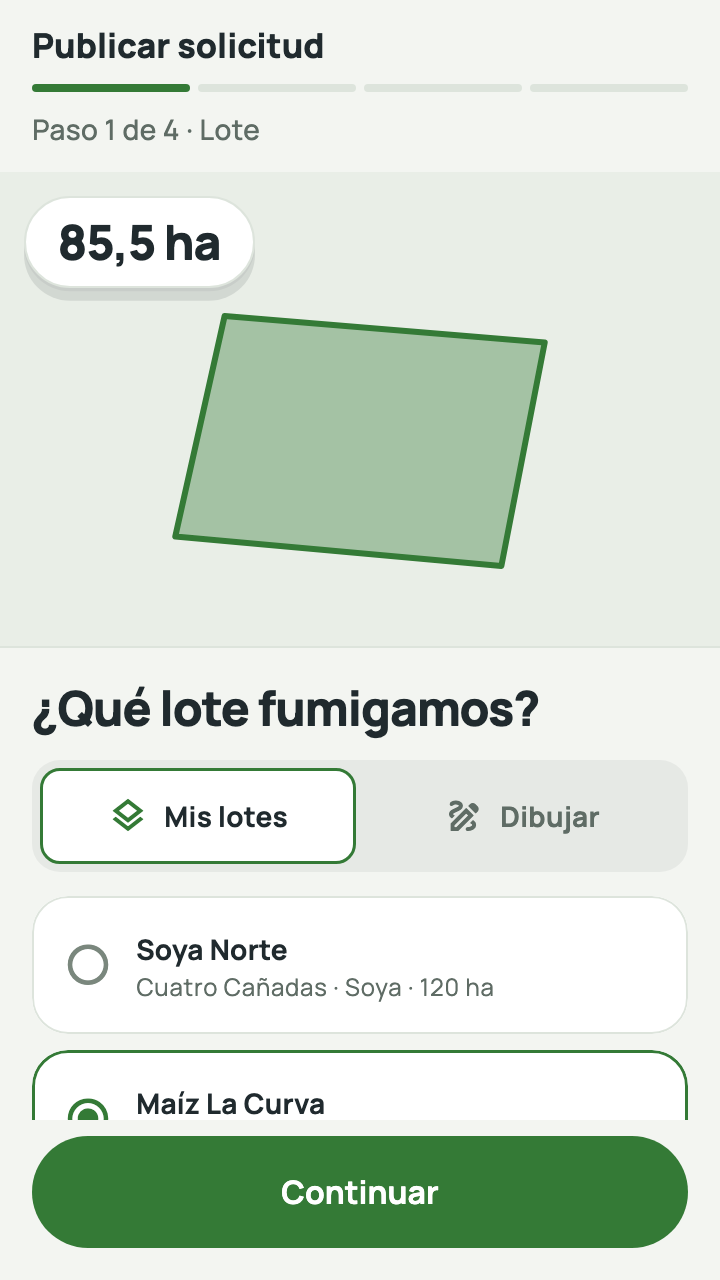 Publicar solicitud
Paso 1 de 4 · Lote
85,5 ha
¿Qué lote fumigamos?
Mis lotes
Dibujar
Soya Norte
Cuatro Cañadas · Soya · 120 ha
Maíz La Curva
Continuar